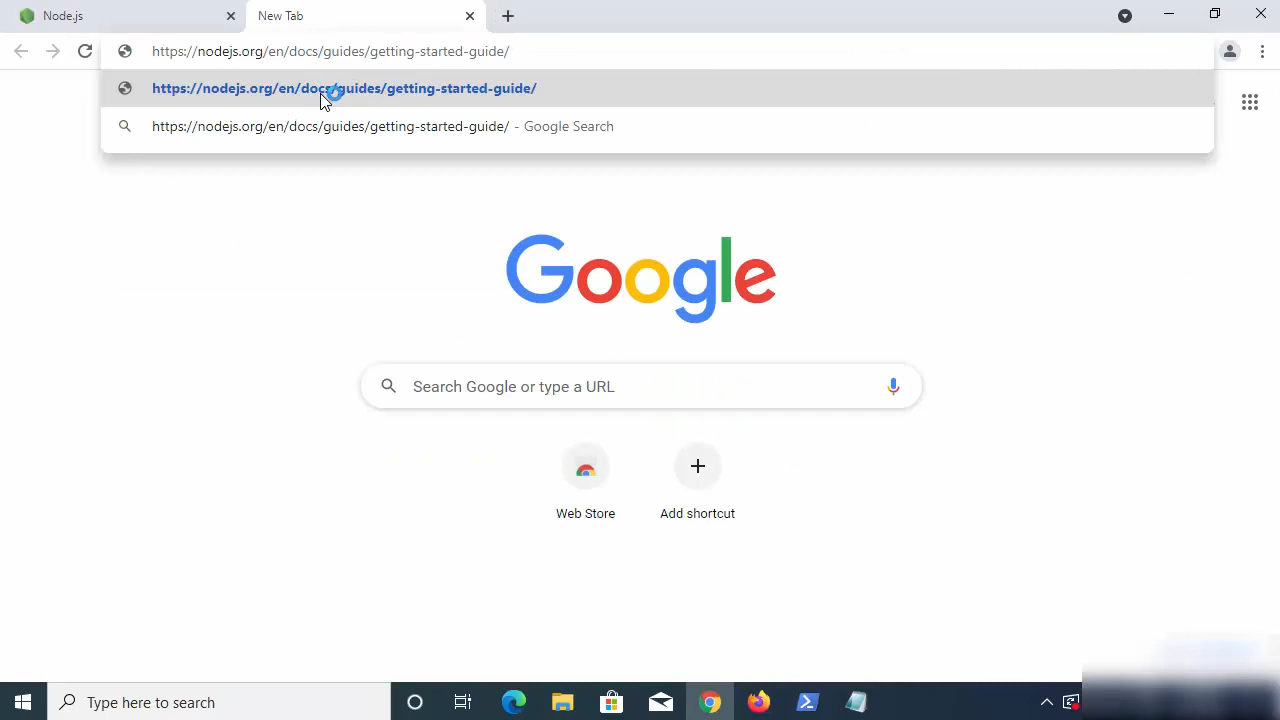 Node.js
New Tab
https://nodejs.org/en/docs/guides/getting-started-guide/
https://nodejs.org/en/docs/guides/getting-started-guide/
https://nodejs.org/en/docs/guides/getting-started-guide/ - Google Search
Google
Search Google or type a URL
Web Store
Add shortcut
Type here to search